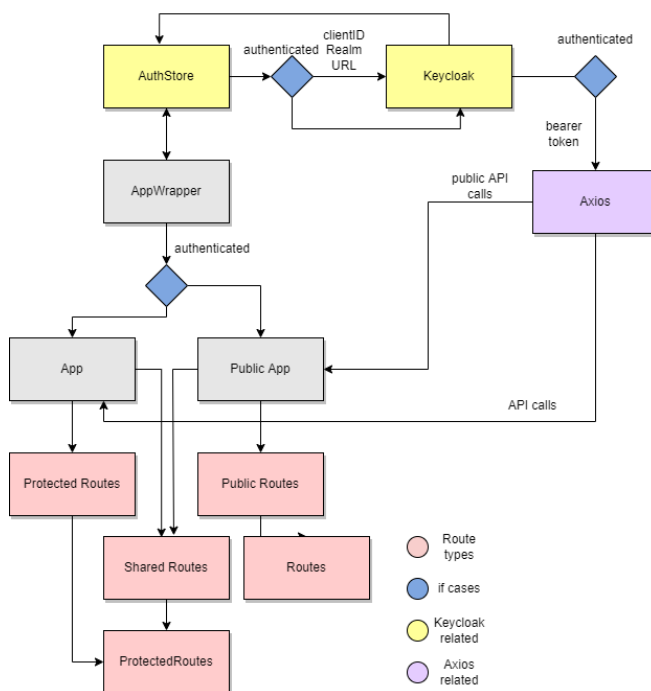 clientID
Realm
URL
authenticated
authenticated
AuthStore
Keycloak
bearer
token
public API
calls
AppWrapper
Axios
authenticated
App
Public App
API calls
Protected Routes
Public Routes
Shared Routes
Routes
Route
types
if cases
Keycloak
related
ProtectedRoutes
Axios
related